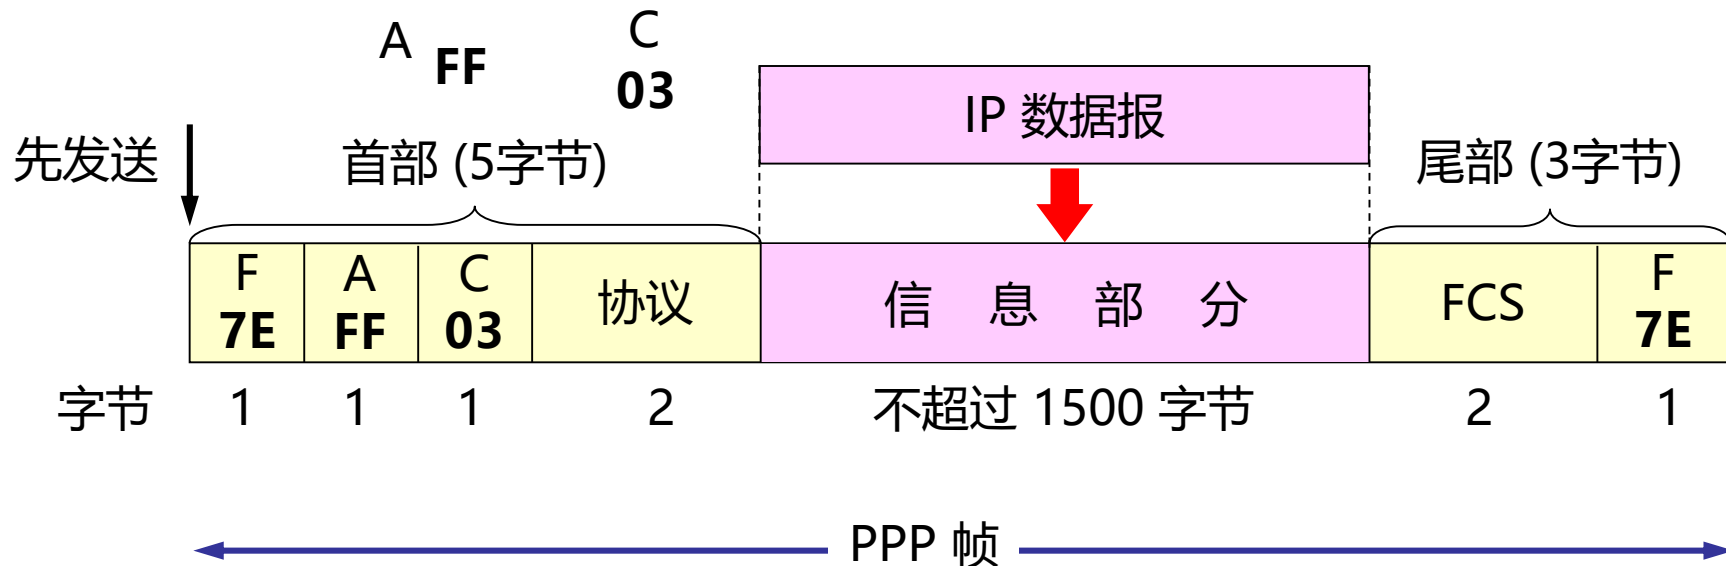 A FF
C
03
IP 数据报
先发送
首部 (5字节)
尾部 (3字节)
F
7E
A
FF
C
03
协议
信 息 部 分
FCS
F
7E
字节 1 1 1 2 不超过 1500 字节 2 1
PPP 帧